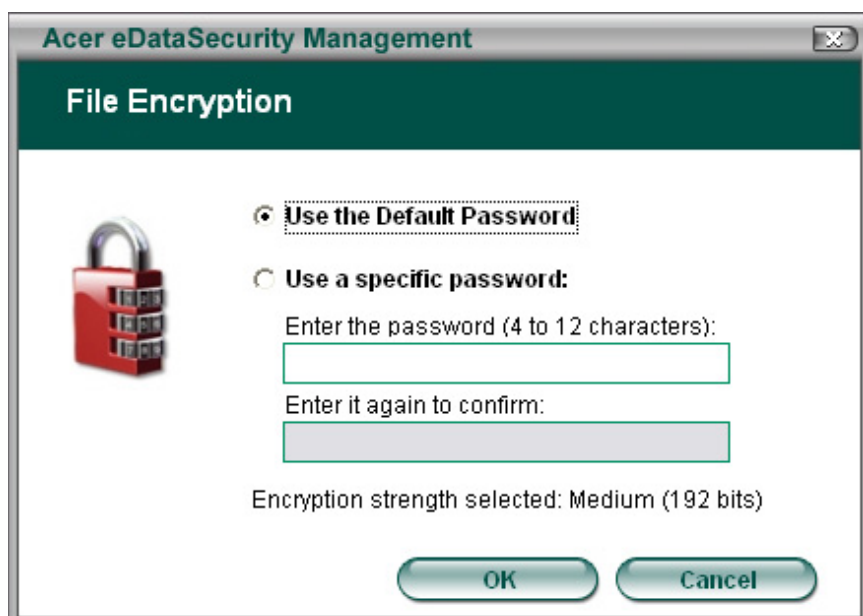 Acer eDataSecurity Management
File Encryption
Use the Default Password
Use a specific password:
Enter the password (4 to 12 characters):
Enter it again to confirm:
Encryption strength selected: Medium (192 bits)
OK
Cancel